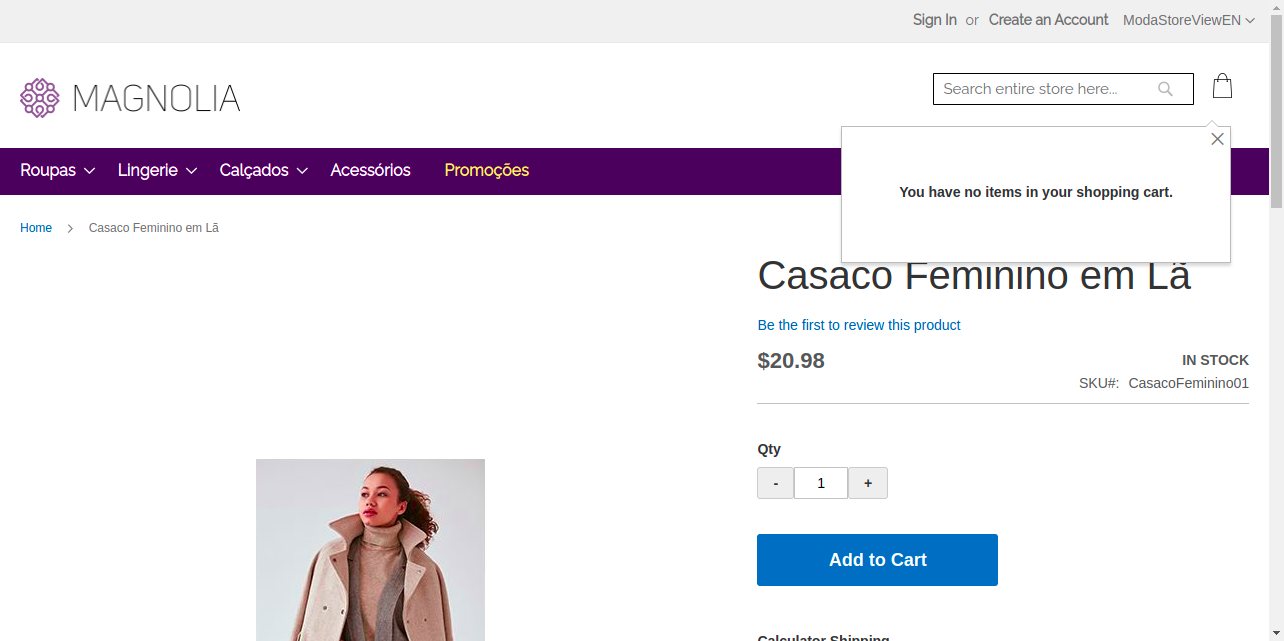 Sign In or Create an Account ModaStoreViewEN
MAGNOLIA
Search entire store here...
Roupas Lingerie Calçados Acessórios Promoções
You have no items in your shopping cart.
Home Casaco Feminino em Lã
Casaco Feminino em Lã
Be the first to review this product
$20.98
IN STOCK
SKU#: CasacoFeminino01
Qty
- 1 +
Add to Cart
Calculator Shipping